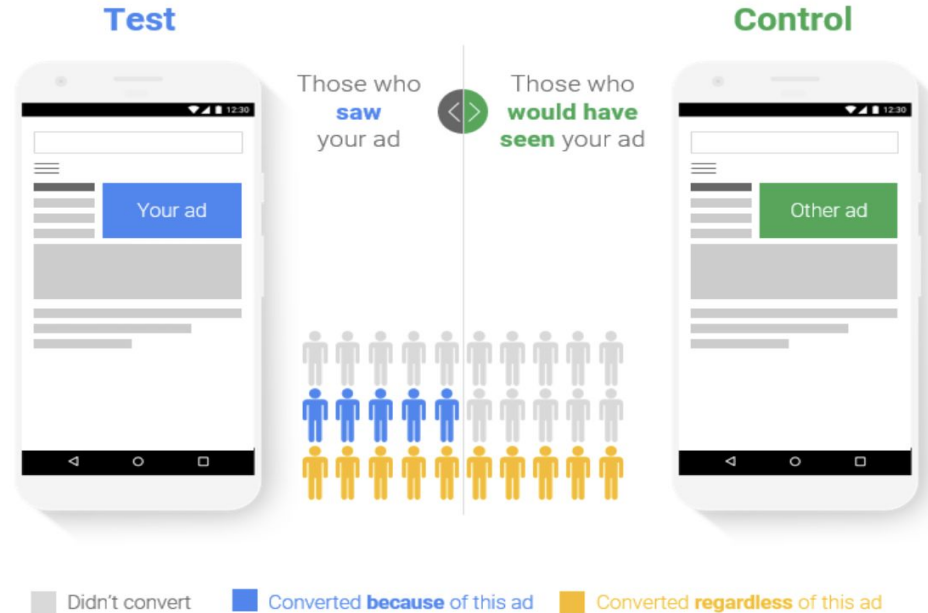 Test
Control
12:30
Those who
saw
your ad
Those who
would have
seen your ad
12:30
Your ad
Other ad
Didn't convert
Converted because of this ad
Converted regardless of this ad